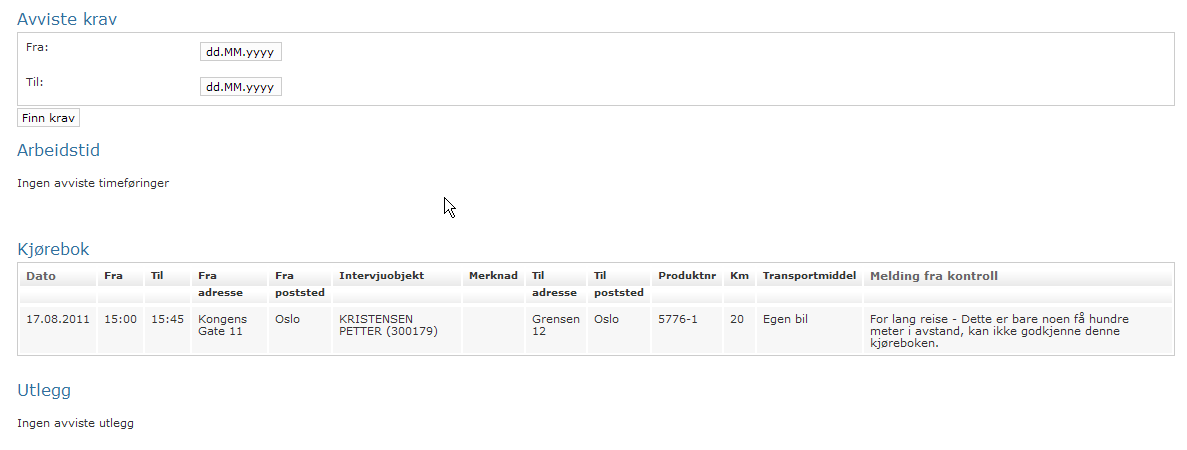 Avviste krav
Fra: dd.MM.yyyy
Til: dd.MM.yyyy
Finn krav
Arbeidstid
Ingen avviste timeføringer
Kjørebok
Dato Fra Til Fra Fra Intervjuobjekt Merknad Til Til Produktnr Km Transportmiddel Melding fra kontroll
adresse poststed adresse poststed
17.08.2011 15:00 15:45 Kongens Oslo KRISTENSEN Grensen Oslo 5776-1 20 Egen bil For lang reise - Dette er bare noen få hundre
Gate 11 PETTER (300179) 12 meter i avstand, kan ikke godkjenne denne
kjøreboken.
Utlegg
Ingen avviste utlegg